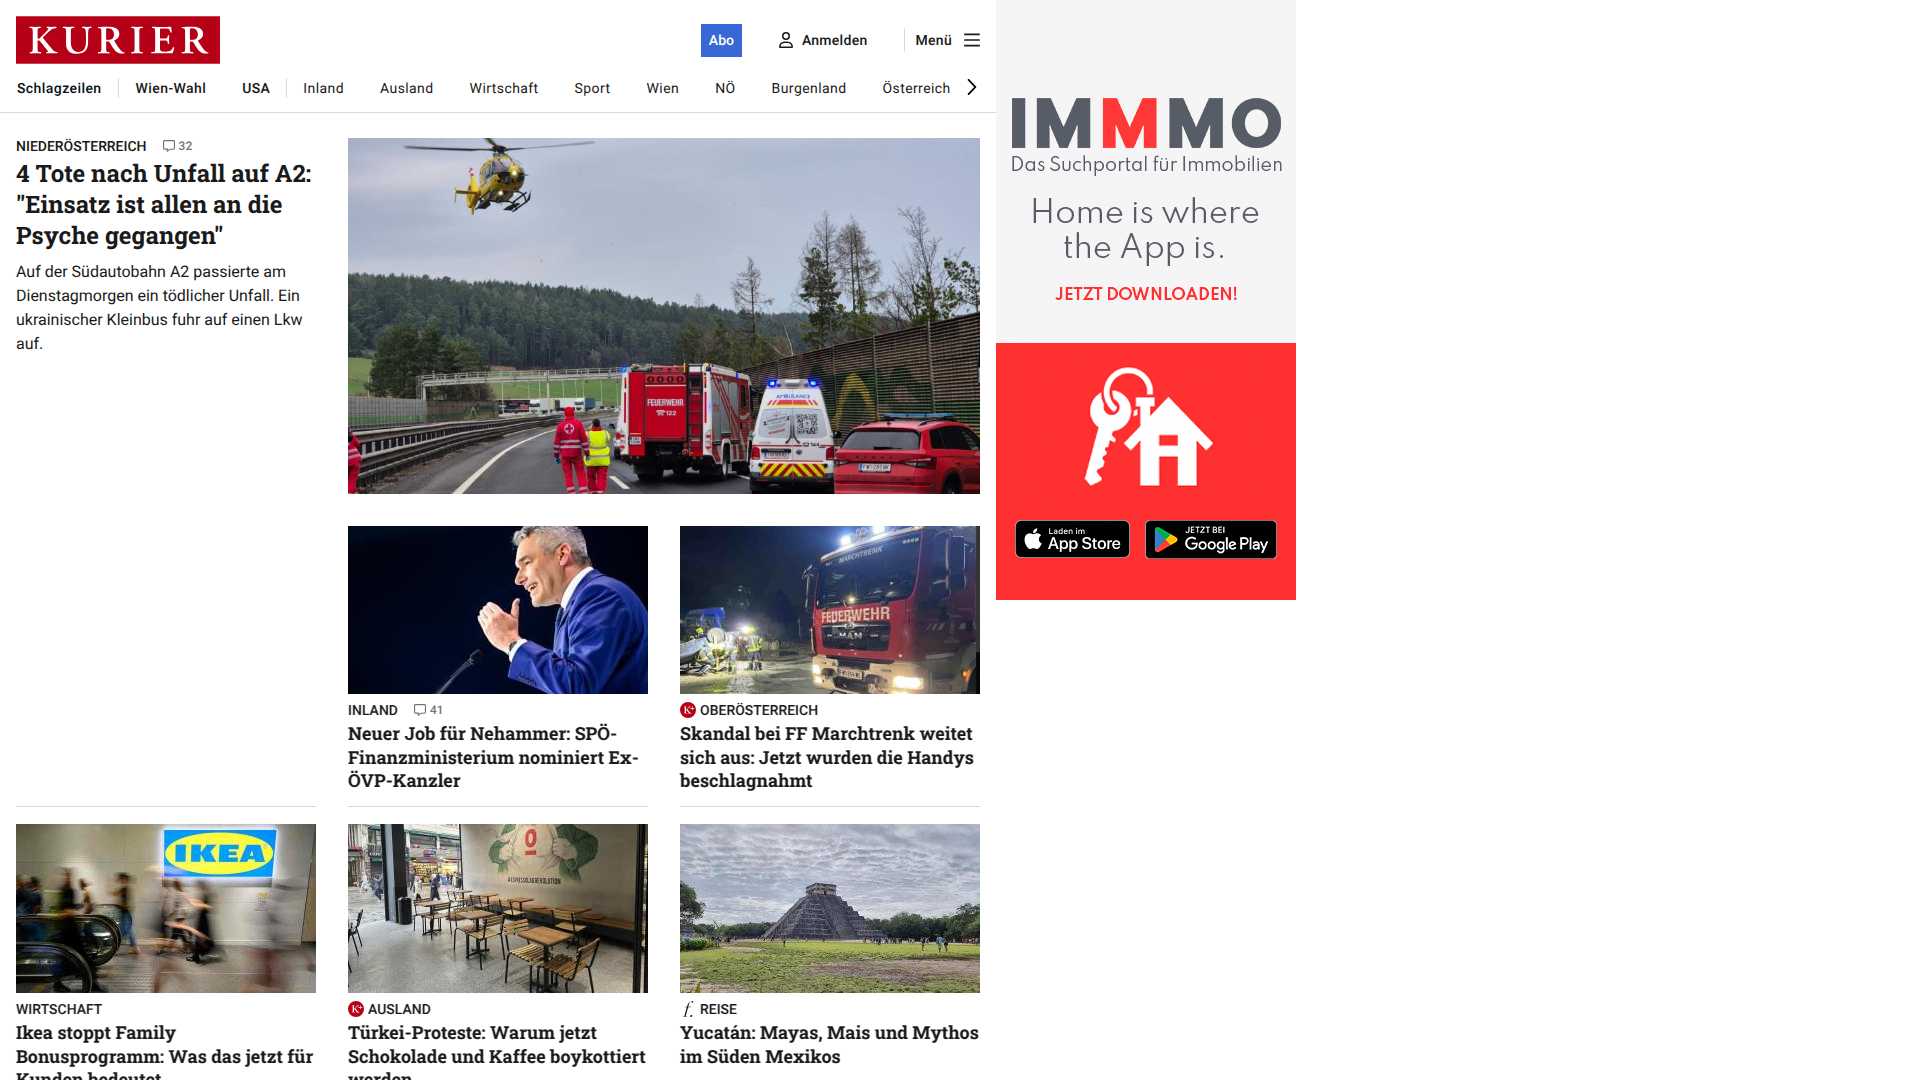 KURIER
Abo
Anmelden
Menü
Schlagzeilen
Wien-Wahl
USA
Inland
Ausland
Wirtschaft
Sport
Wien
NÖ
Burgenland
Österreich
NIEDERÖSTERREICH 32
4 Tote nach Unfall auf A2:
"Einsatz ist allen an die
Psyche gegangen"
Auf der Südautobahn A2 passierte am
Dienstagmorgen ein tödlicher Unfall. Ein
ukrainischer Kleinbus fuhr auf einen Lkw
auf.
FEUERWEHR
122
AMBULANCE
IMMMO
Das Suchportal für Immobilien
Home is where
the App is.
JETZT DOWNLOADEN!
Laden im
App Store
JETZT BEI
Google Play
INLAND 41
Neuer Job für Nehammer: SPÖ-
Finanzministerium nominiert Ex-
ÖVP-Kanzler
MARCHTRENK
FEUERWEHR
MAN
K+ OBERÖSTERREICH
Skandal bei FF Marchtrenk weitet
sich aus: Jetzt wurden die Handys
beschlagnahmt
IKEA
WIRTSCHAFT
Ikea stoppt Family
Bonusprogramm: Was das jetzt für
Kunden bedeutet
K+ AUSLAND
Türkei-Proteste: Warum jetzt
Schokolade und Kaffee boykottiert
werden
f. REISE
Yucatán: Mayas, Mais und Mythos
im Süden Mexikos